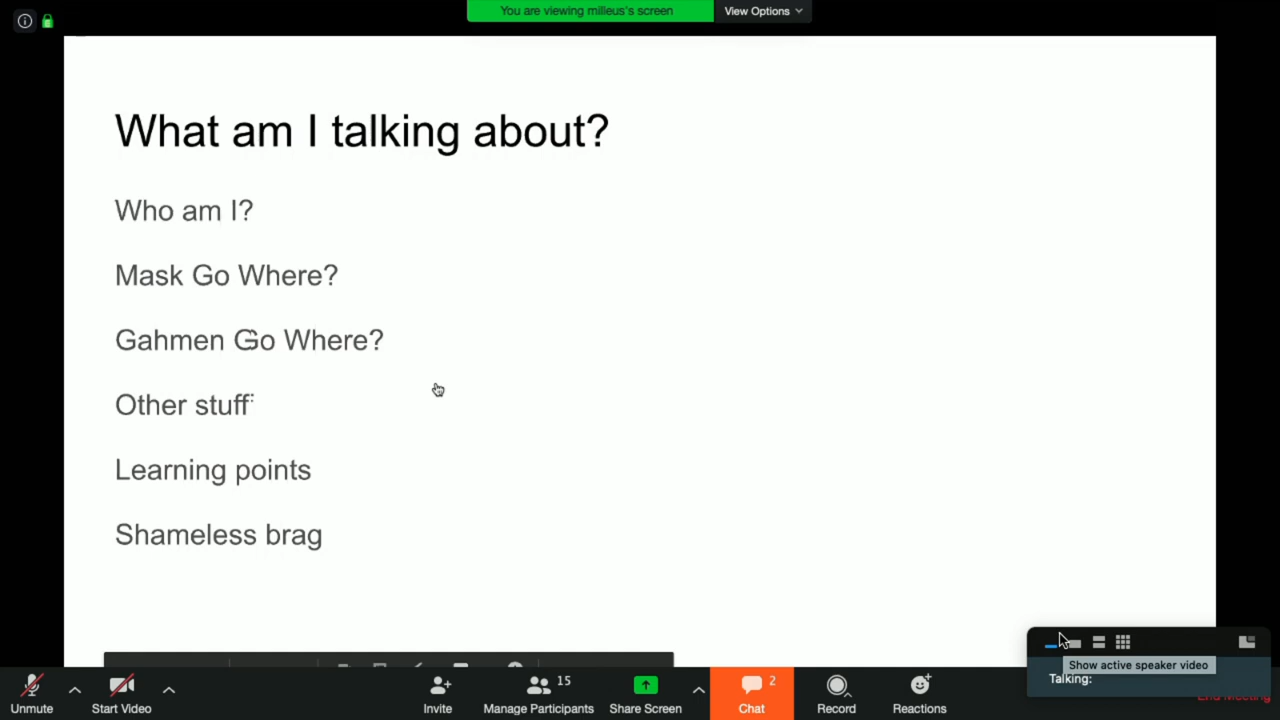 You are viewing milleus's screen
View Options
What am I talking about?
Who am I?
Mask Go Where?
Gahmen Go Where?
Other stuff
Learning points
Shameless brag
Show active speaker video
Talking:
End Meeting
15
2
Unmute
Start Video
Invite
Manage Participants
Share Screen
Chat
Record
Reactions